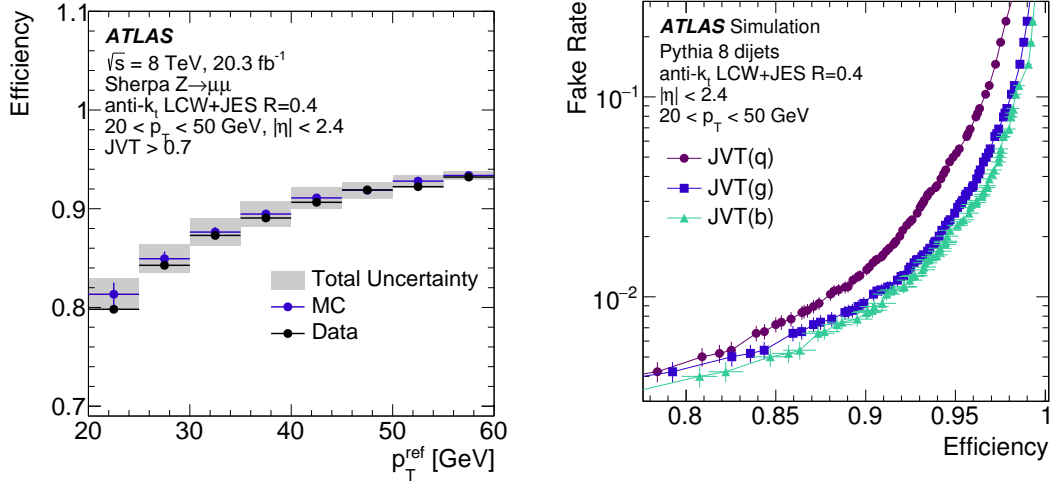 ATLAS
√s = 8 TeV, 20.3 fb⁻¹
Sherpa Z→μμ
anti-kₜ LCW+JES R=0.4
20 < p_T < 50 GeV, |η| < 2.4
JVT > 0.7
Efficiency
1.1
1
0.9
0.8
0.7
Total Uncertainty
MC
Data
20 30 40 50 60
p_T^ref [GeV]
ATLAS Simulation
Pythia 8 dijets
anti-kₜ LCW+JES R=0.4
|η| < 2.4
20 < p_T < 50 GeV
JVT(q)
JVT(g)
JVT(b)
Fake Rate
10⁻¹
10⁻²
0.8 0.85 0.9 0.95 1
Efficiency